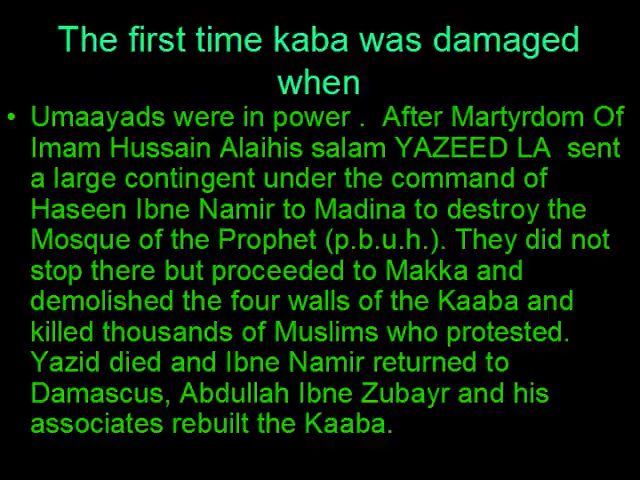 The first time kaba was damaged
when
• Umaayads were in power .  After Martyrdom Of
Imam Hussain Alaihis salam YAZEED LA  sent
a large contingent under the command of
Haseen Ibne Namir to Madina to destroy the
Mosque of the Prophet (p.b.u.h.). They did not
stop there but proceeded to Makka and
demolished the four walls of the Kaaba and
killed thousands of Muslims who protested.
Yazid died and Ibne Namir returned to
Damascus, Abdullah Ibne Zubayr and his
associates rebuilt the Kaaba.